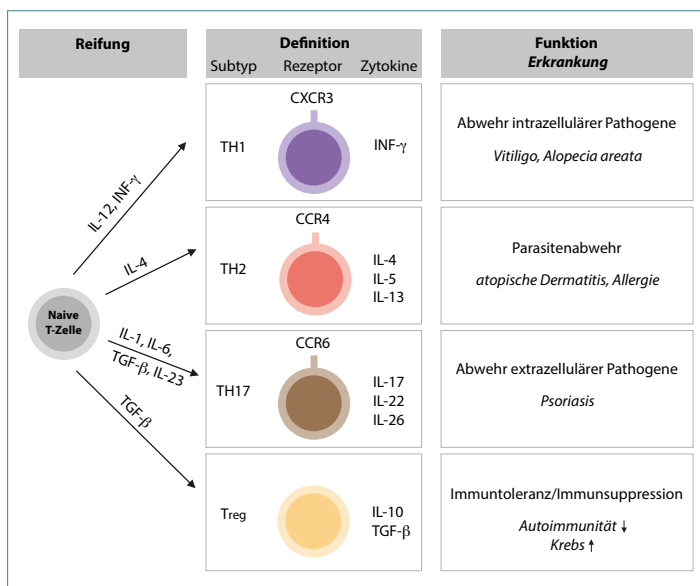 Reifung
Definition
Subtyp Rezeptor Zytokine
Funktion
Erkrankung
Naive
T-Zelle
IL-12, INF-γ
IL-4
IL-1, IL-6,
TGF-β, IL-23
TGF-β
CXCR3
TH1
INF-γ
Abwehr intrazellulärer Pathogene
Vitiligo, Alopecia areata
CCR4
TH2
IL-4
IL-5
IL-13
Parasitenabwehr
atopische Dermatitis, Allergie
CCR6
TH17
IL-17
IL-22
IL-26
Abwehr extrazellulärer Pathogene
Psoriasis
Treg
IL-10
TGF-β
Immuntoleranz/Immunsuppression
Autoimmunität ↓
Krebs ↑